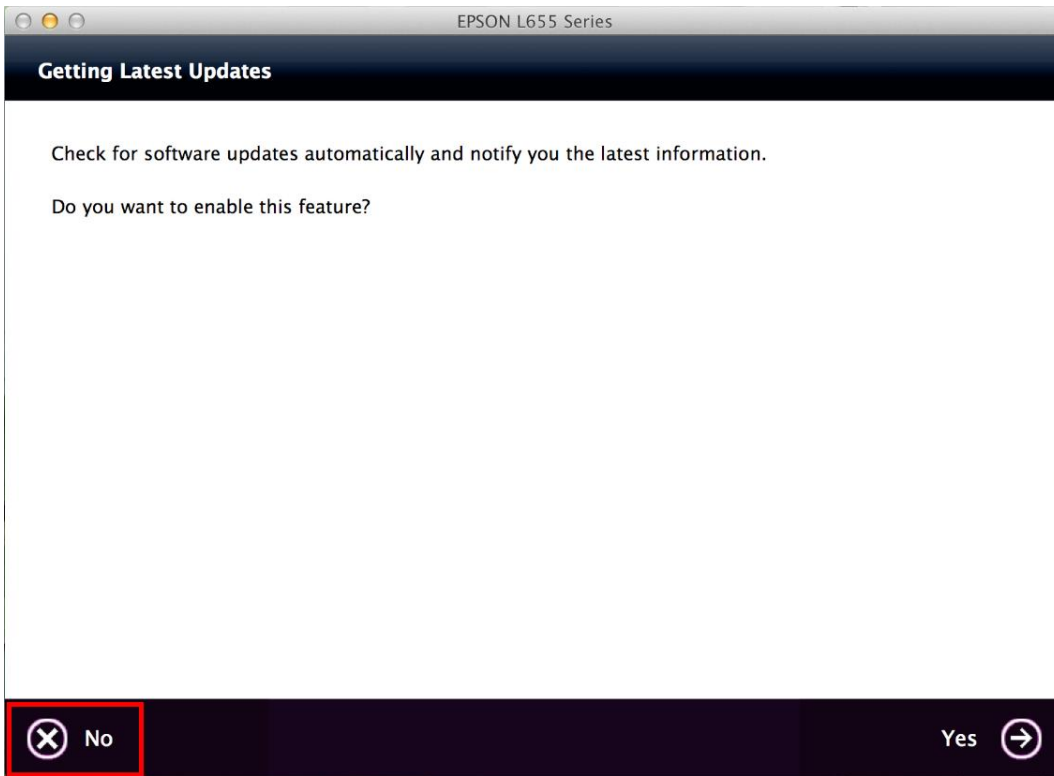 EPSON L655 Series
Getting Latest Updates
Check for software updates automatically and notify you the latest information.
Do you want to enable this feature?
No
Yes